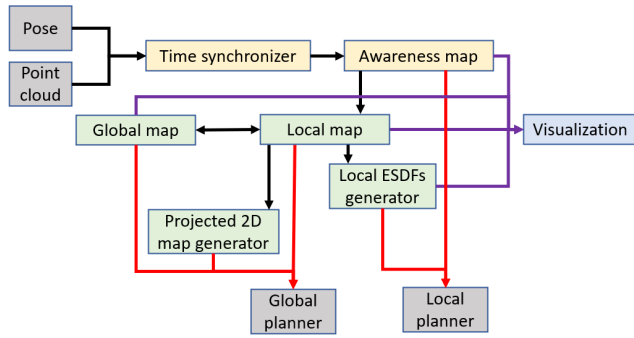 Pose
Time synchronizer
Awareness map
Point
cloud
Global map
Local map
Visualization
Local ESDFs
generator
Projected 2D
map generator
Global
planner
Local
planner